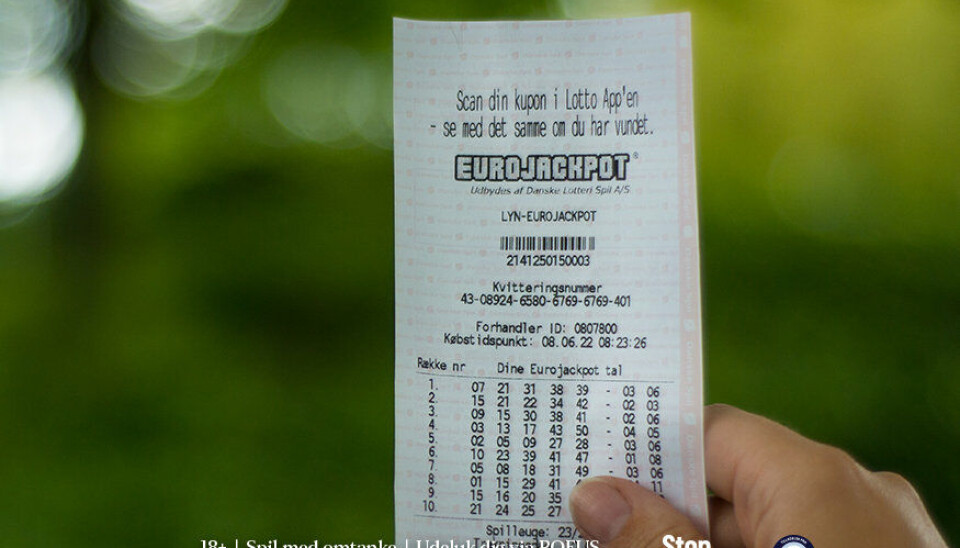 Scan din kupon i Lotto App'en
- se med det samme om du har vundet.
EUROJACKPOT®
Udbydes af Danske Lotteri Spil A/S
LYN-EUROJACKPOT
2141250150003
Kvitteringsnummer
43-08924-6580-6769-6769-401
Forhandler ID: 0807800
Købstidspunkt: 08.06.22 08:23:26
Række nr Dine Eurojackpot tal
1. 07 21 31 38 39 - 03 06
2. 15 21 22 34 42 - 02 03
3. 09 15 30 38 41 - 02 06
4. 03 13 17 43 50 - 04 05
5. 02 05 09 27 28 - 03 06
6. 10 23 39 41 47 - 01 08
7. 05 08 18 31 49 - 03 06
8. 01 15 29 41 11
9. 15 16 20 35
10. 21 24 25 27
Spilleuge: 23/
18+ | Spil med omtanke | Udeluk dig via ROFUS
Stop